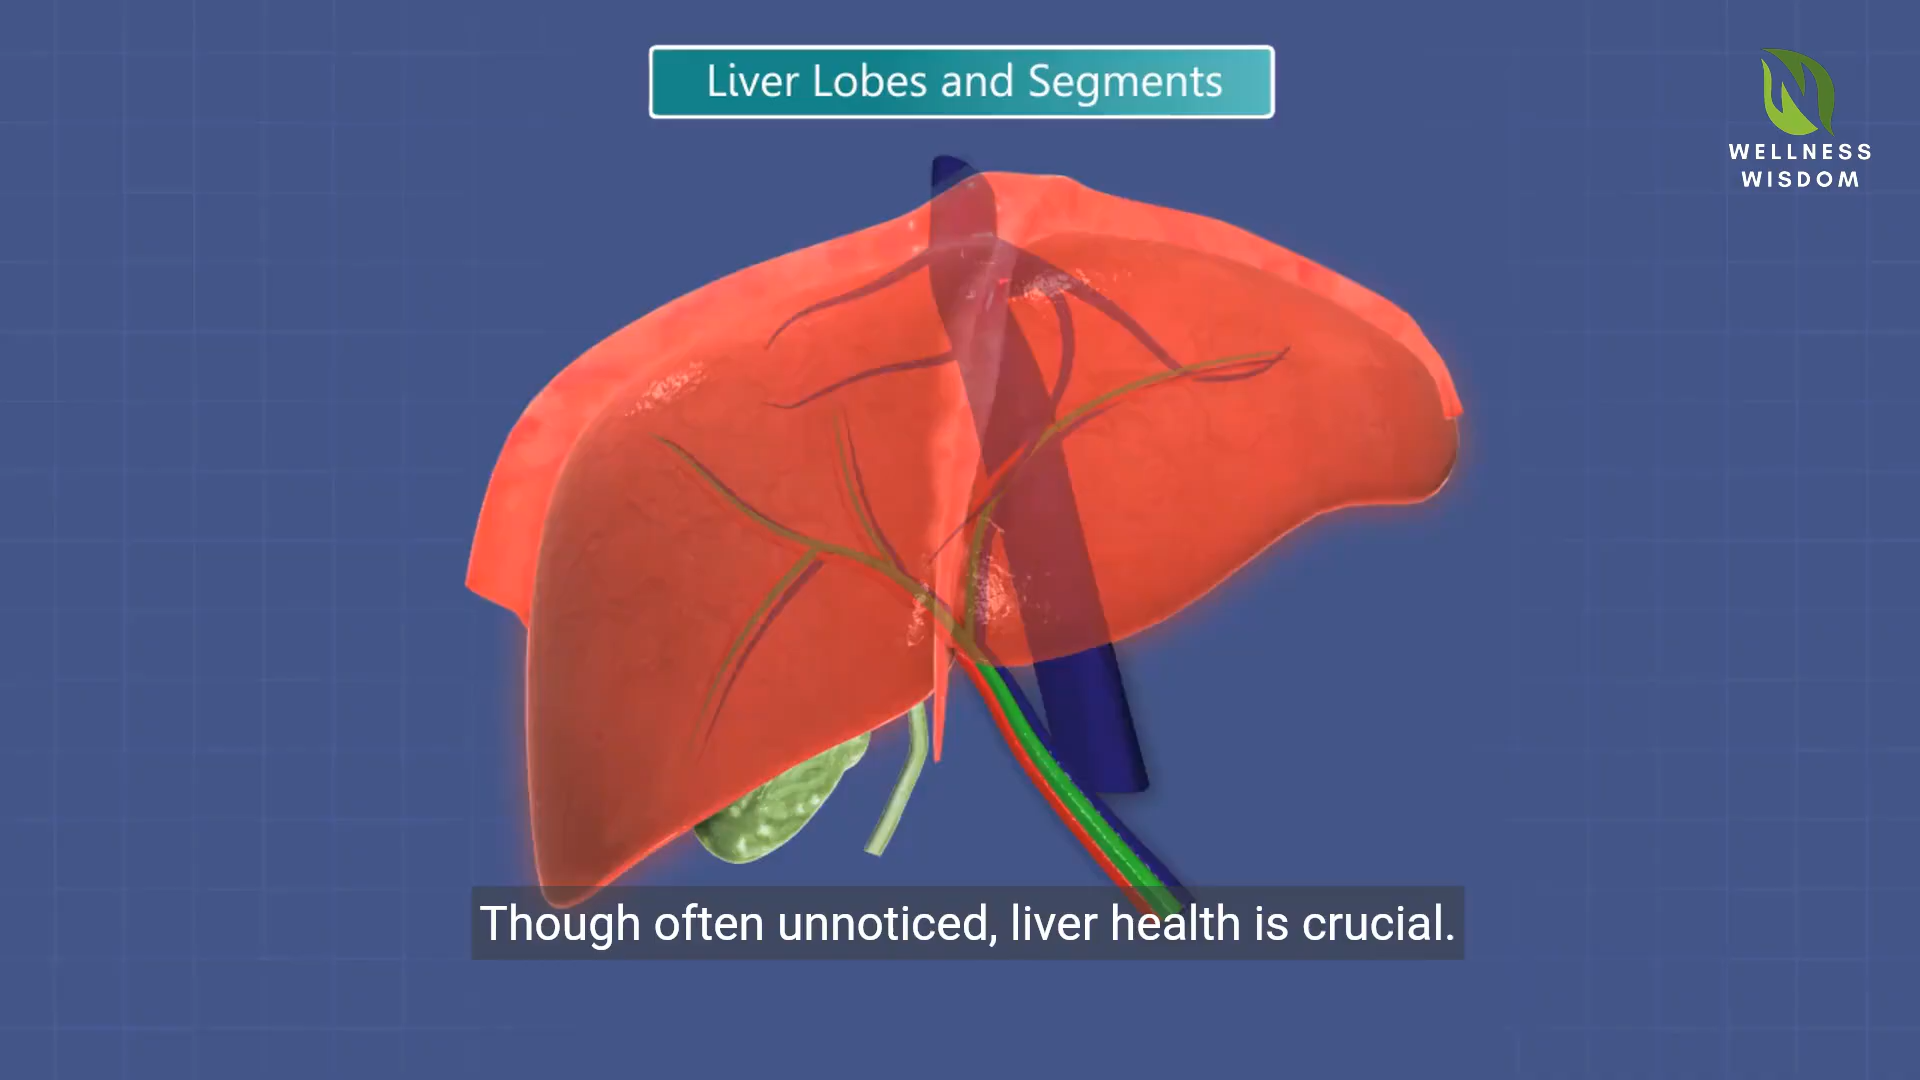 Liver Lobes and Segments
WELLNESS
WISDOM
Though often unnoticed, liver health is crucial.